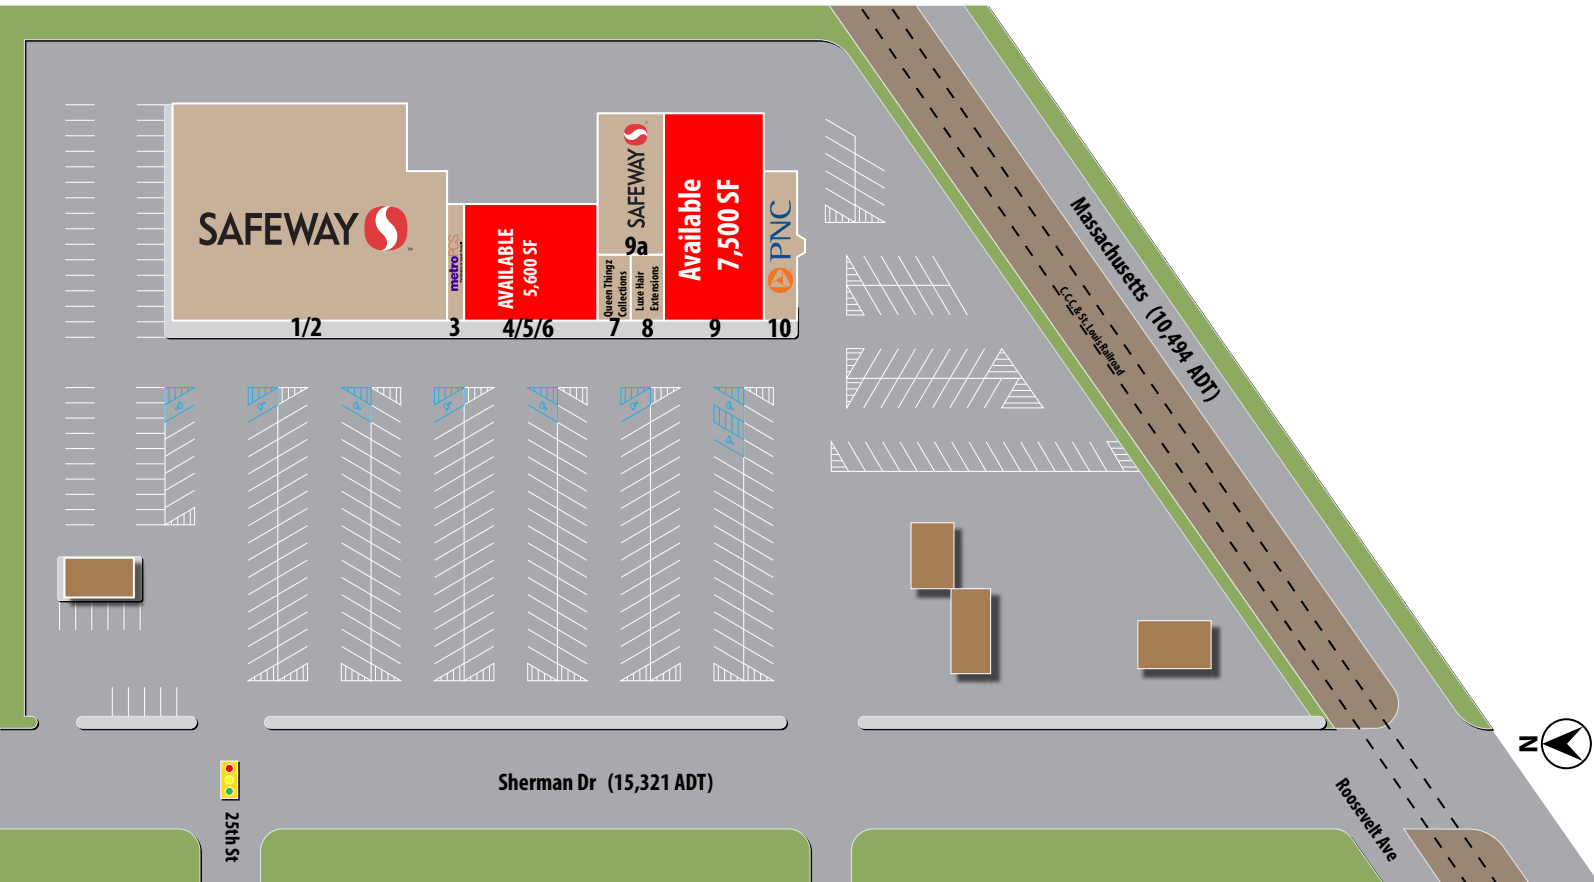 SAFEWAY
™
1/2
metroPCS.
3
AVAILABLE
5,600 SF
4/5/6
SAFEWAY
9a
Queen Thingz
Collections
7
Luxe Hair
Extensions
8
Available
7,500 SF
9
PNC
10
Massachusetts (10,494 ADT)
C.C.C. & St. Louis Railroad
Sherman Dr (15,321 ADT)
25th St
Roosevelt Ave
N